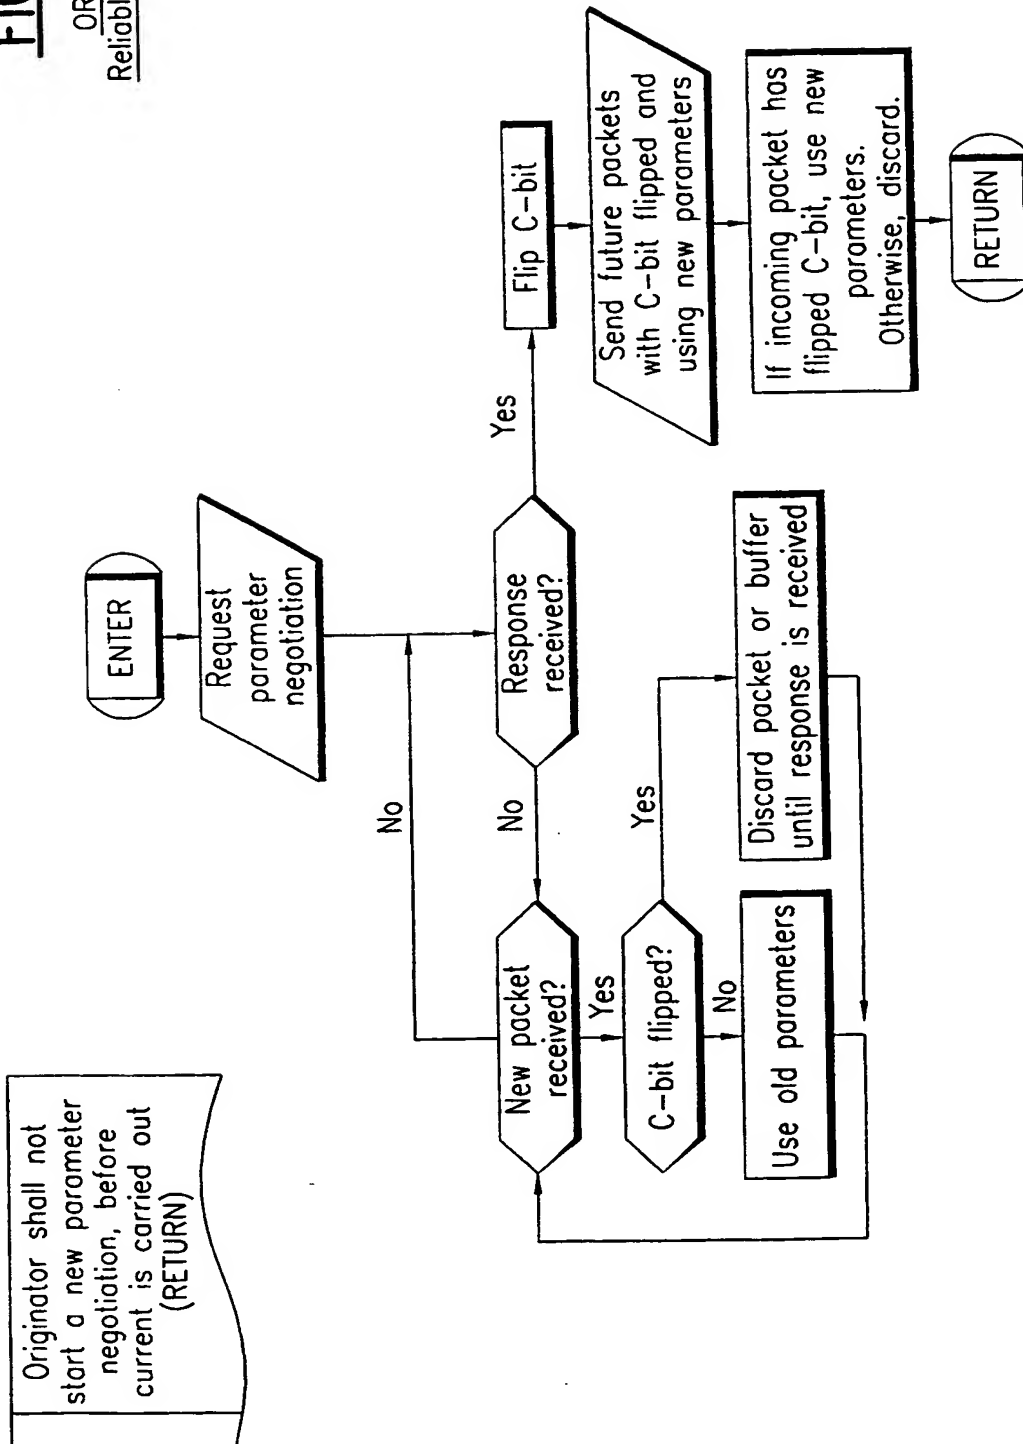 FIG
OR
Reliabl
Originator shall not
start a new parameter
negotiation, before
current is carried out
(RETURN)
ENTER
Request
parameter
negotiation
No
Response
received?
No
Yes
New packet
received?
Yes
C-bit flipped?
Yes
No
Use old parameters
Discard packet or buffer
until response is received
Flip C-bit
Send future packets
with C-bit flipped and
using new parameters
If incoming packet has
flipped C-bit, use new
parameters.
Otherwise, discard.
RETURN